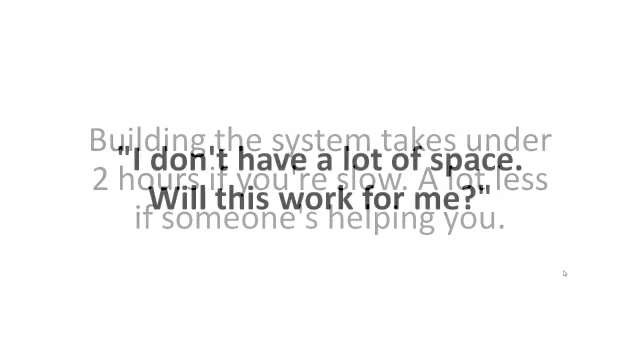 Building the system takes under
2 hours if you're slow. A lot less
if someone's helping you.
"I don't have a lot of space.
Will this work for me?"